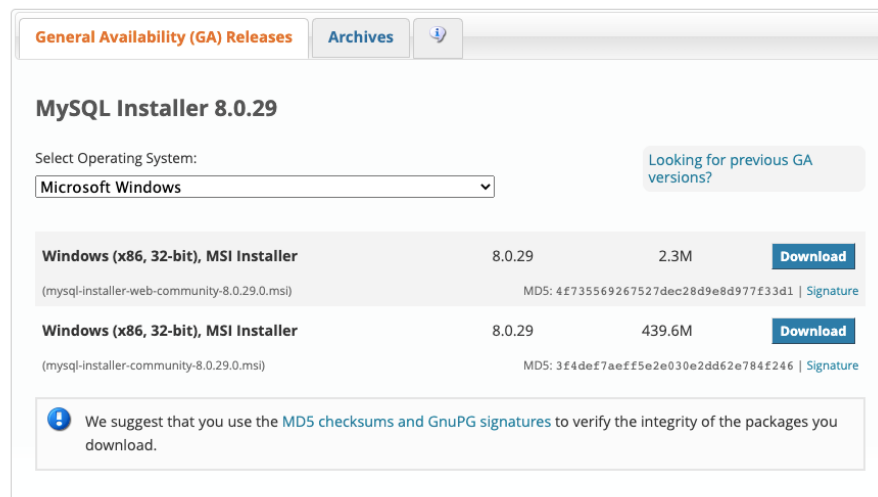 General Availability (GA) Releases
Archives
MySQL Installer 8.0.29
Select Operating System:
Microsoft Windows
Looking for previous GA
versions?
Windows (x86, 32-bit), MSI Installer 8.0.29 2.3M Download
(mysql-installer-web-community-8.0.29.0.msi) MD5: 4f735569267527dec28d9e8d977f33d1 | Signature
Windows (x86, 32-bit), MSI Installer 8.0.29 439.6M Download
(mysql-installer-community-8.0.29.0.msi) MD5: 3f4def7aeff5e2e030e2dd62e784f246 | Signature
We suggest that you use the MD5 checksums and GnuPG signatures to verify the integrity of the packages you
download.